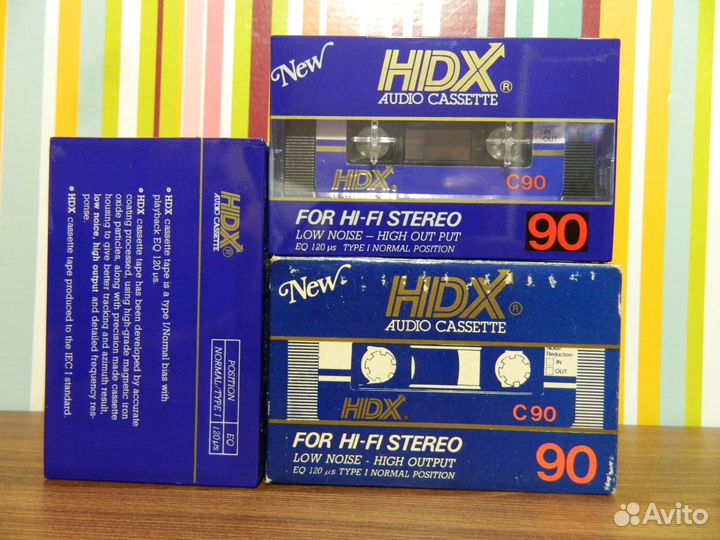 New
HDX®
AUDIO CASSETTE
IN
OUT
HDX®
C90
FOR HI-FI STEREO
LOW NOISE – HIGH OUT PUT
EQ 120 μs TYPE I NORMAL POSITION
90
New
HDX®
AUDIO CASSETTE
Noise
Reduction
IN
OUT
HDX®
C90
FOR HI-FI STEREO
LOW NOISE - HIGH OUTPUT
EQ 120 μs TYPE I NORMAL POSITION
90
HDX®
AUDIO CASSETTE
POSITION EQ
NORMAL/TYPE I 120μs
• HDX cassette tape is a type I/Normal bias with
playback EQ 120 μs.
• HDX cassette tape has been developed by accurate
coating processed, using high-grade magnetic iron
oxide particles, along with precision made cassette
housing to give better tracking and azimuth result,
low noise, high output and detailed frequency res-
ponse.
• HDX cassette tape produced to the IEC I standard.
Avito